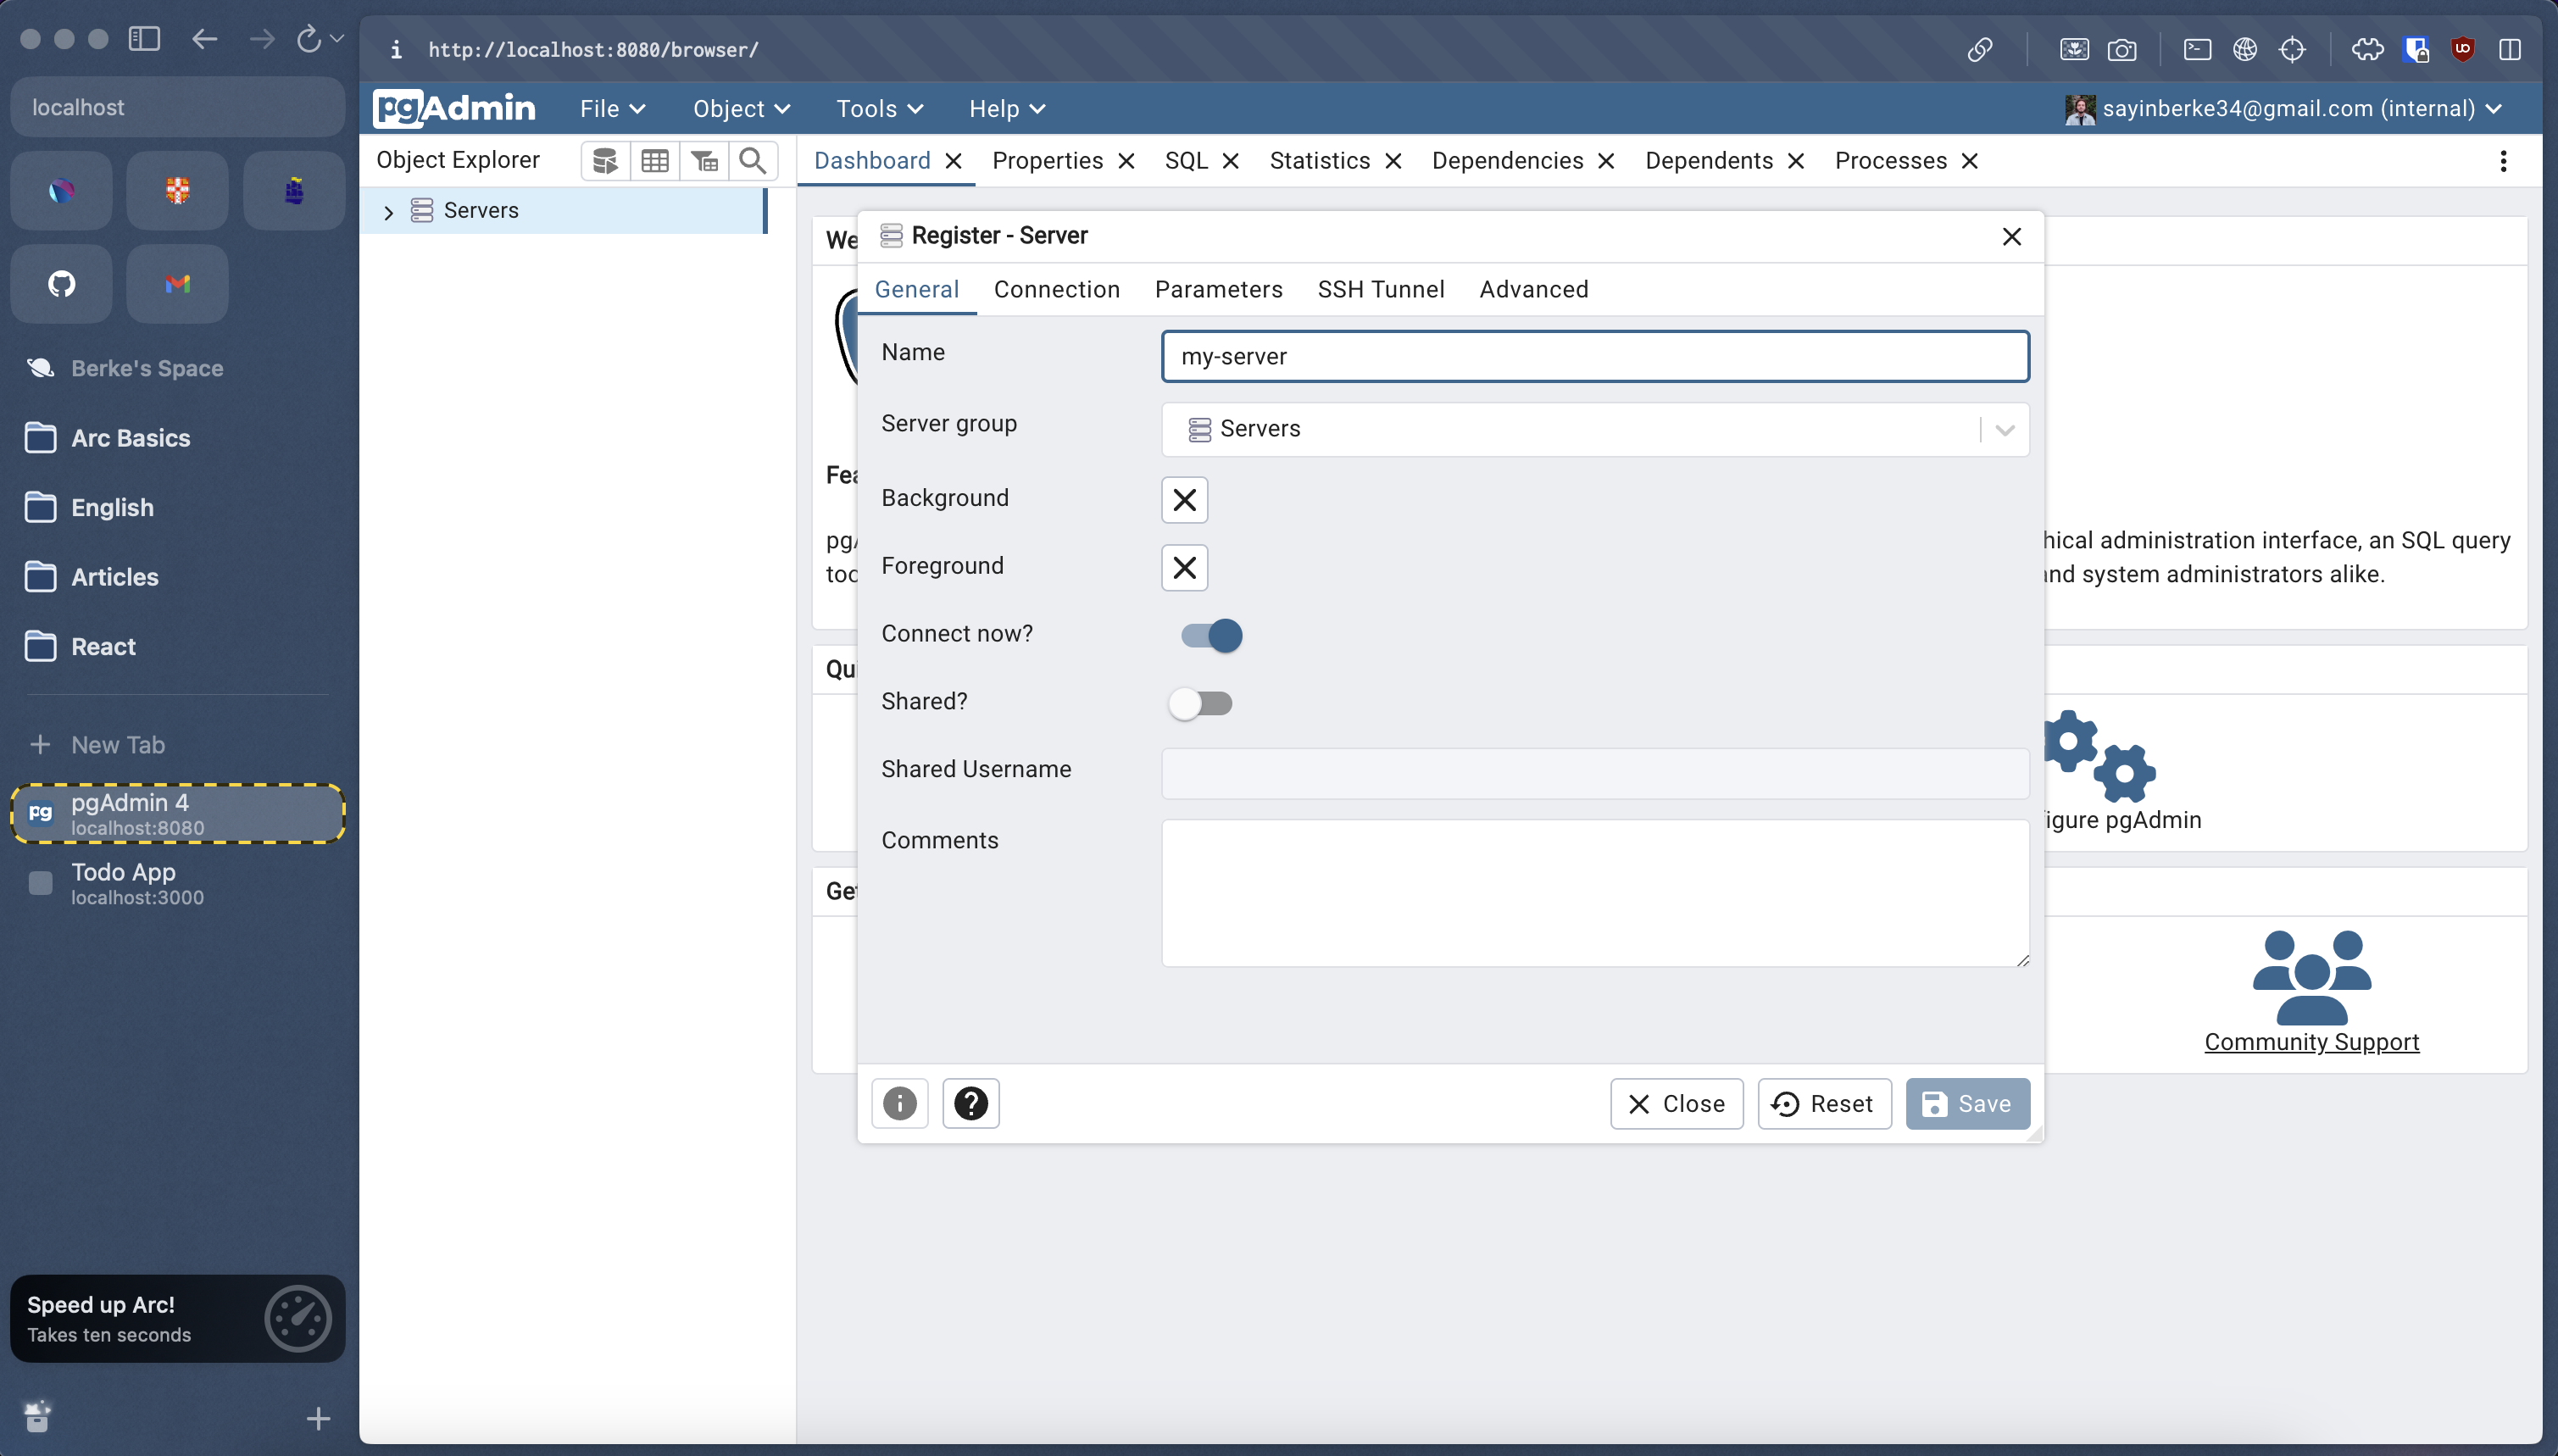 http://localhost:8080/browser/
localhost
Berke's Space
Arc Basics
English
Articles
React
New Tab
pg
pgAdmin 4
localhost:8080
Todo App
localhost:3000
Speed up Arc!
Takes ten seconds
pgAdmin
File
Object
Tools
Help
sayinberke34@gmail.com (internal)
Object Explorer
Dashboard
Properties
SQL
Statistics
Dependencies
Dependents
Processes
Servers
Register - Server
General
Connection
Parameters
SSH Tunnel
Advanced
Name
my-server
Server group
Servers
Background
Foreground
Connect now?
Shared?
Shared Username
Comments
Close
Reset
Save
We
Fea
hical administration interface, an SQL query
and system administrators alike.
Qui
igure pgAdmin
Get
Community Support